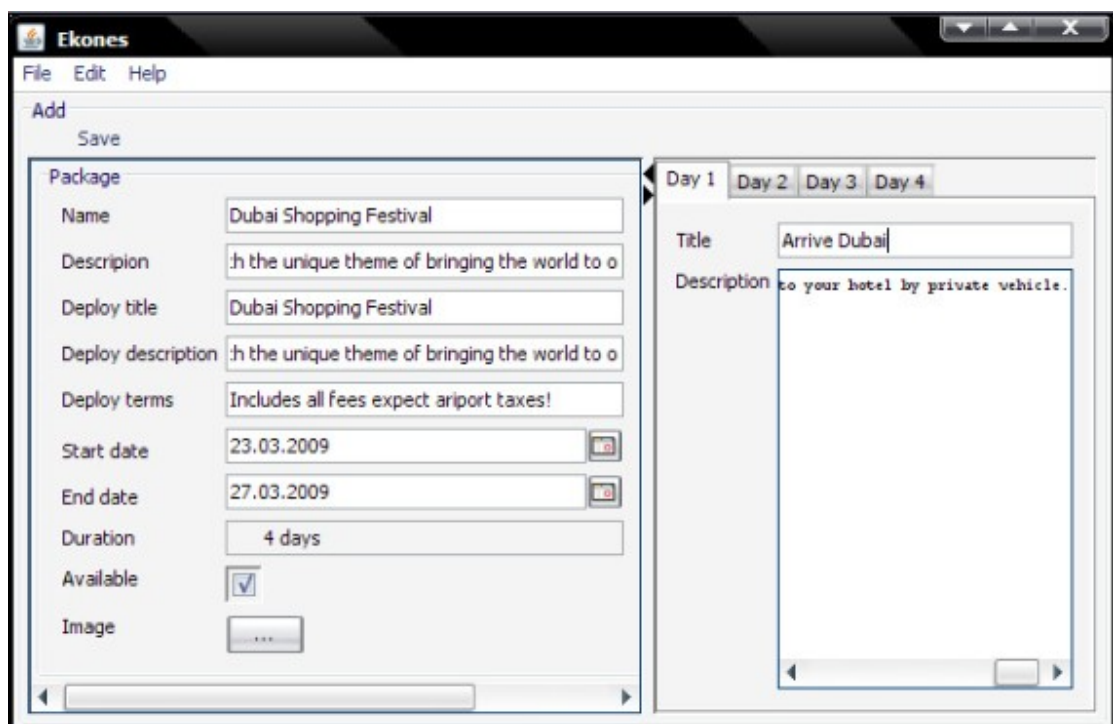 Ekones
File Edit Help
Add
Save
Package
Name Dubai Shopping Festival
Descripion :h the unique theme of bringing the world to o
Deploy title Dubai Shopping Festival
Deploy description :h the unique theme of bringing the world to o
Deploy terms Includes all fees expect ariport taxes!
Start date 23.03.2009
End date 27.03.2009
Duration 4 days
Available
Image ...
Day 1 Day 2 Day 3 Day 4
Title Arrive Dubai
Description to your hotel by private vehicle.